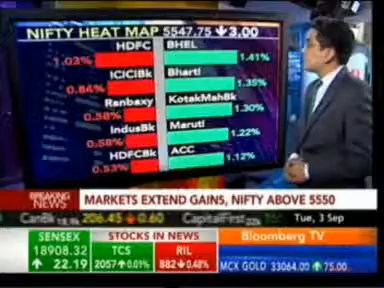 NIFTY HEAT MAP 5547.75 3.00
HDFC BHEL
1.03% 1.41%
ICICIBk Bharti
0.84% 1.35%
Ranbaxy KotakMahBk
0.58% 1.30%
IndusBk Maruti
0.58% 1.22%
HDFCBk ACC
0.53% 1.12%
BREAKING NEWS MARKETS EXTEND GAINS, NIFTY ABOVE 5550
CanBk 206.45 0.60 CapitalFirst Tue, 3 Sep
SENSEX STOCKS IN NEWS Bloomberg TV
18908.32 TCS RIL
22.19 2057 0.01% 882 0.48% MCX GOLD 33064.00 75.00